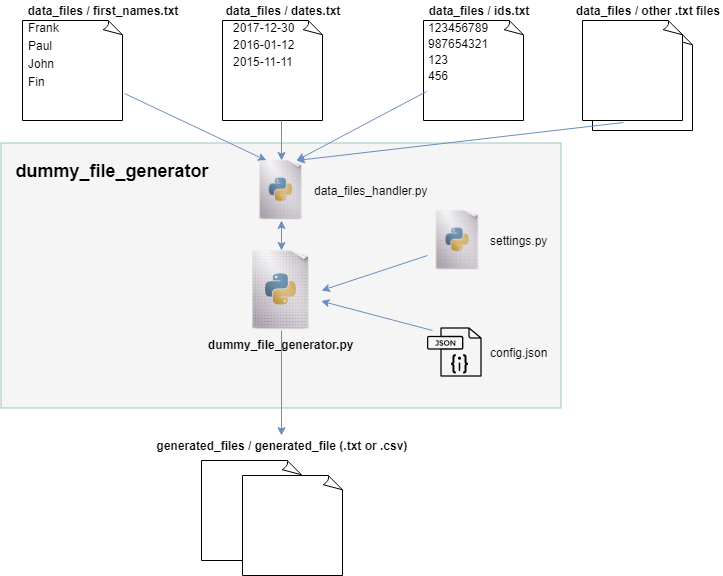 data_files / first_names.txt
data_files / dates.txt
data_files / ids.txt
data_files / other .txt files
Frank
Paul
John
Fin
2017-12-30
2016-01-12
2015-11-11
123456789
987654321
123
456
dummy_file_generator
data_files_handler.py
settings.py
dummy_file_generator.py
JSON
{i}
config.json
generated_files / generated_file (.txt or .csv)